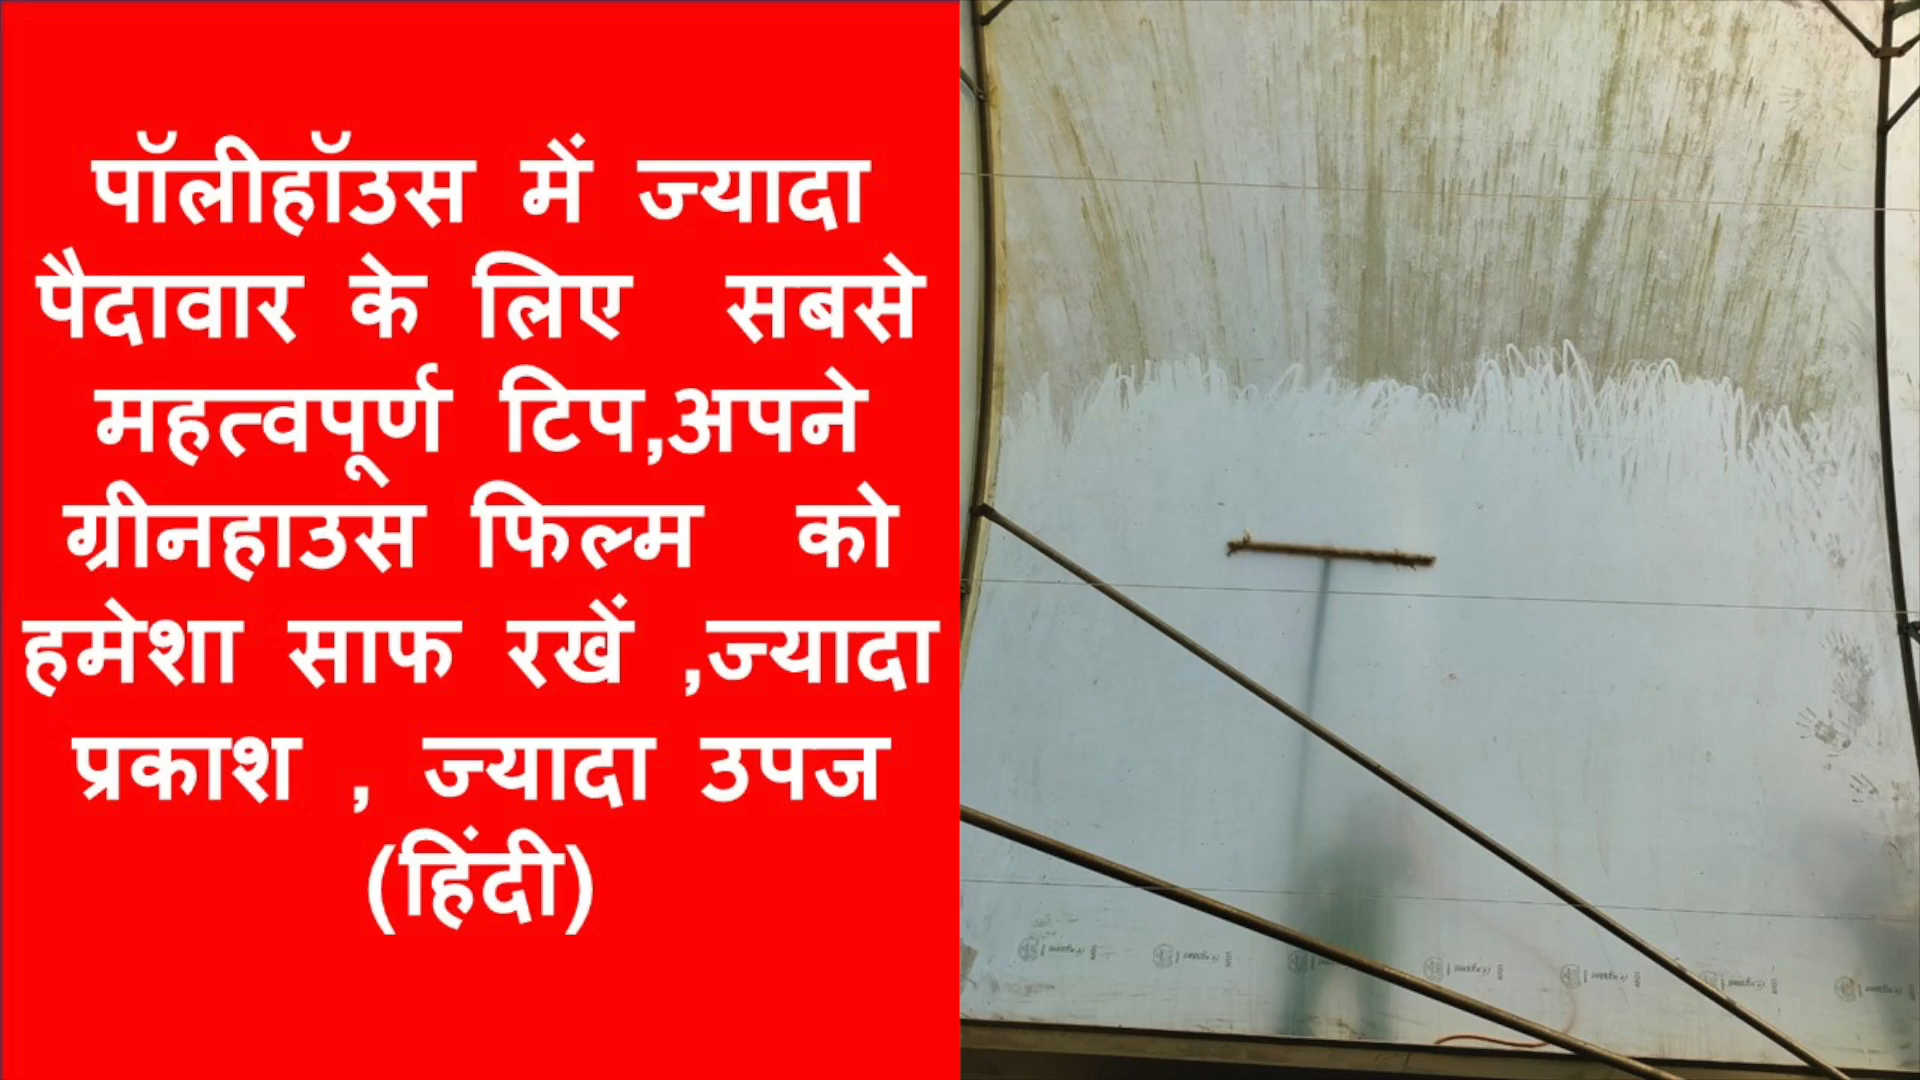 पॉलीहॉउस में ज्यादा
पैदावार के लिए सबसे
महत्वपूर्ण टिप,अपने
ग्रीनहाउस फिल्म को
हमेशा साफ रखें ,ज्यादा
प्रकाश , ज्यादा उपज
(हिंदी)